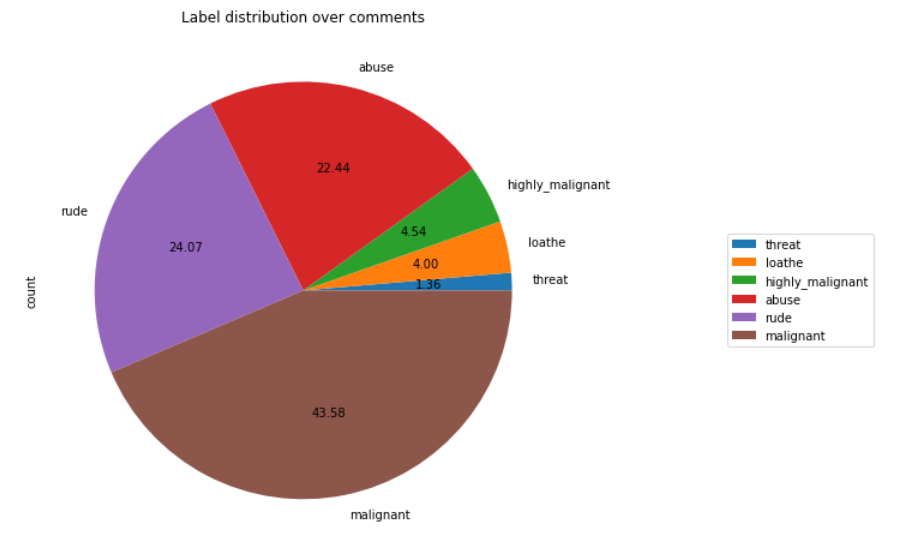 Label distribution over comments
abuse
22.44
highly_malignant
rude
4.54
24.07
loathe
4.00
threat
1.36
count
43.58
malignant
threat
loathe
highly_malignant
abuse
rude
malignant